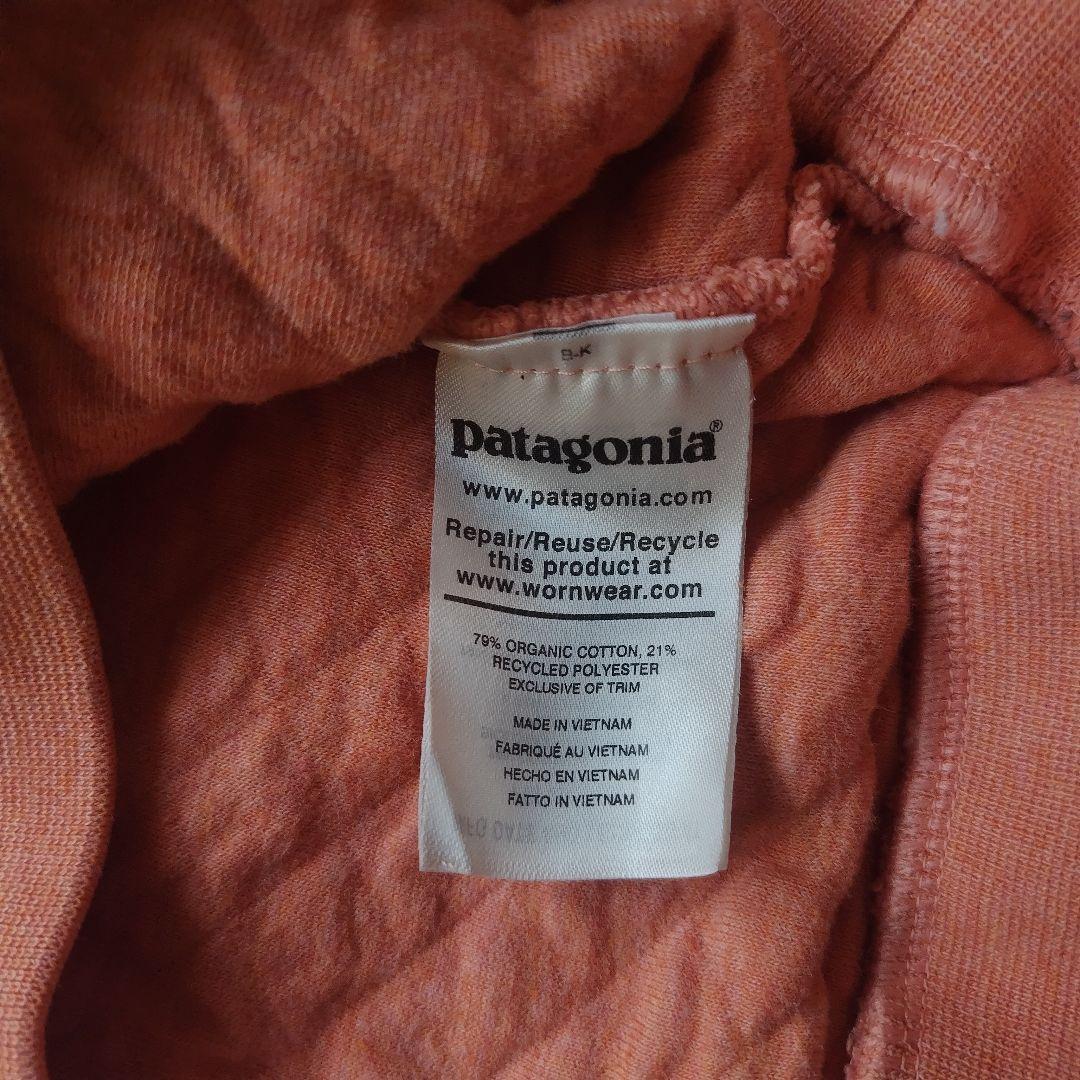 B-K
patagonia®
www.patagonia.com
Repair/Reuse/Recycle
this product at
www.wornwear.com
79% ORGANIC COTTON, 21%
RECYCLED POLYESTER
EXCLUSIVE OF TRIM
MADE IN VIETNAM
FABRIQUÉ AU VIETNAM
HECHO EN VIETNAM
FATTO IN VIETNAM